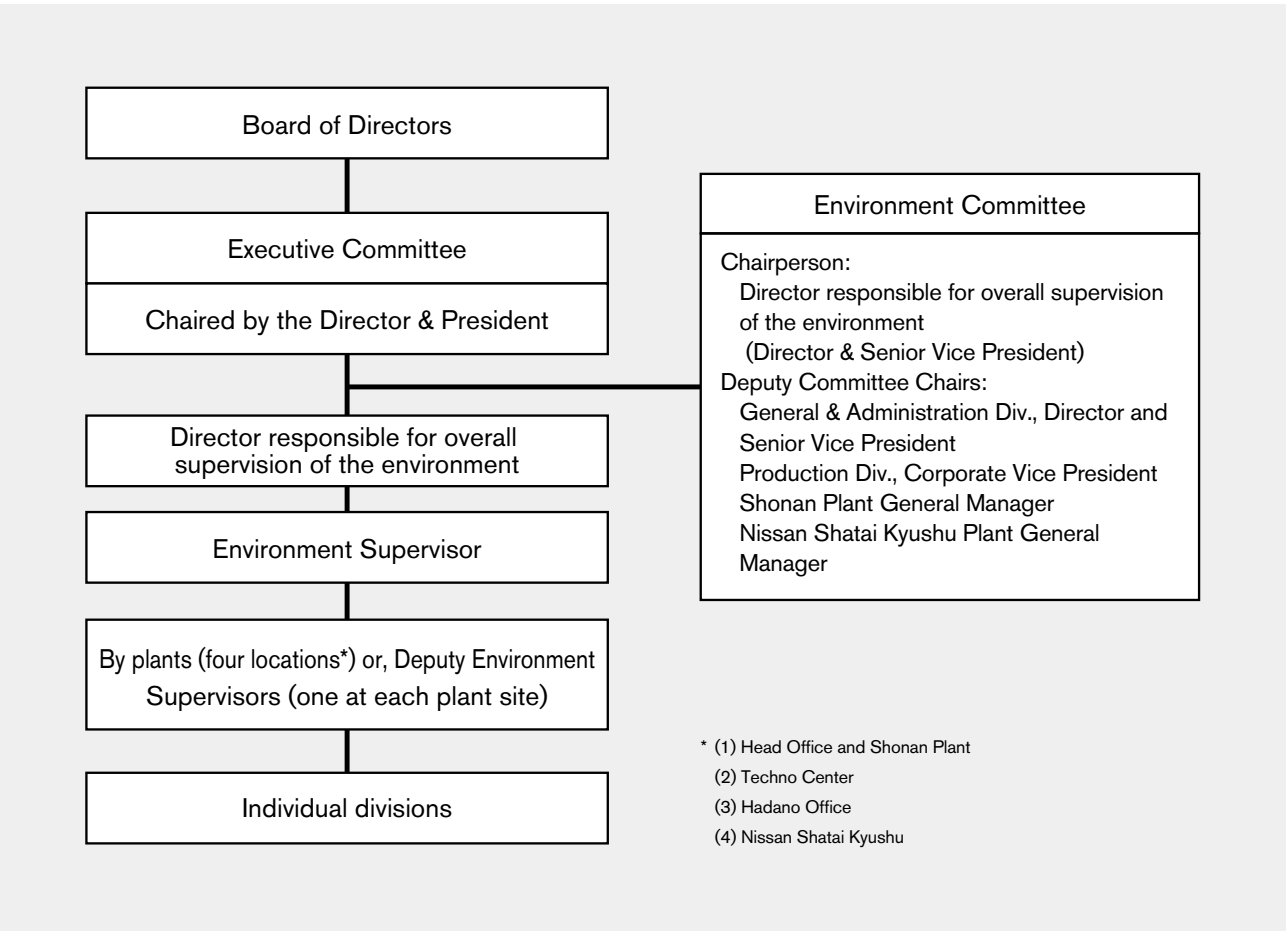 Board of Directors
Executive Committee
Chaired by the Director & President
Director responsible for overall
supervision of the environment
Environment Supervisor
By plants (four locations*) or, Deputy Environment
Supervisors (one at each plant site)
Individual divisions
Environment Committee
Chairperson:
Director responsible for overall supervision
of the environment
(Director & Senior Vice President)
Deputy Committee Chairs:
General & Administration Div., Director and
Senior Vice President
Production Div., Corporate Vice President
Shonan Plant General Manager
Nissan Shatai Kyushu Plant General
Manager
* (1) Head Office and Shonan Plant
(2) Techno Center
(3) Hadano Office
(4) Nissan Shatai Kyushu